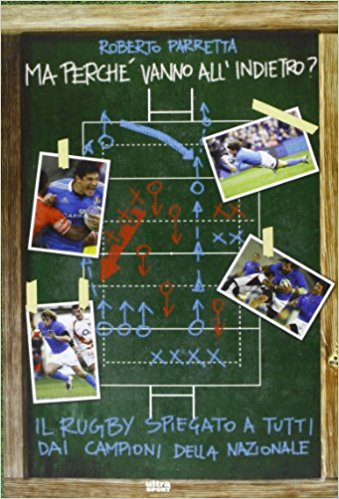 ROBERTO PARRETTA
MA PERCHÉ VANNO ALL'INDIETRO?
IL RUGBY SPIEGATO A TUTTI
DAI CAMPIONI DELLA NAZIONALE
ultra
SPORT